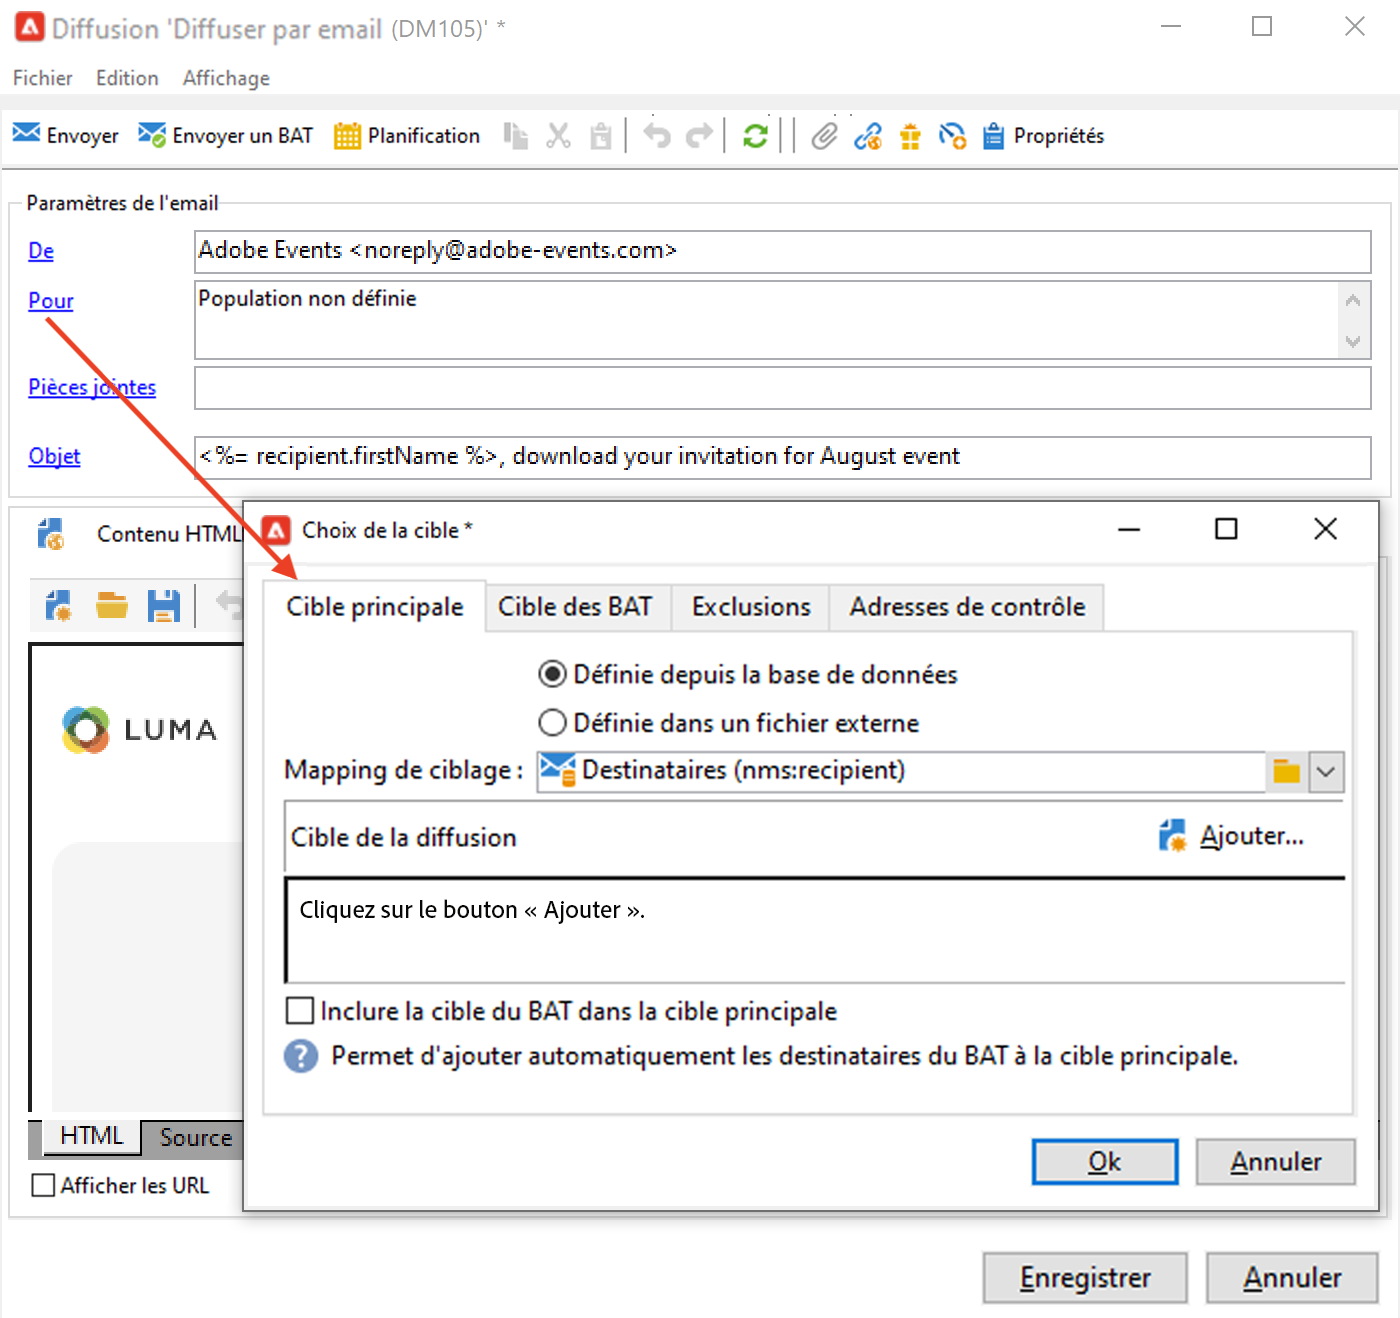 Diffusion 'Diffuser par email (DM105)' *
Fichier Edition Affichage
Envoyer Envoyer un BAT Planification Propriétés
Paramètres de l'email
De Adobe Events <noreply@adobe-events.com>
Pour Population non définie
Pièces jointes
Objet <%= recipient.firstName %>, download your invitation for August event
Contenu HTML
Choix de la cible *
Cible principale Cible des BAT Exclusions Adresses de contrôle
Définie depuis la base de données
Définie dans un fichier externe
Mapping de ciblage : Destinataires (nms:recipient)
Cible de la diffusion Ajouter...
Cliquez sur le bouton « Ajouter ».
Inclure la cible du BAT dans la cible principale
Permet d'ajouter automatiquement les destinataires du BAT à la cible principale.
Ok Annuler
LUMA
HTML Source
Afficher les URL
Enregistrer Annuler